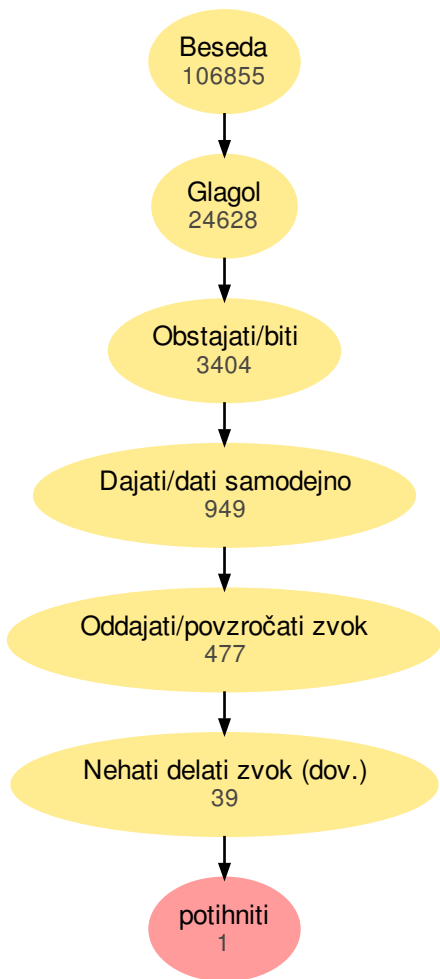 Beseda
106855
Glagol
24628
Obstajati/biti
3404
Dajati/dati samodejno
949
Oddajati/povzročati zvok
477
Nehati delati zvok (dov.)
39
potihniti
1